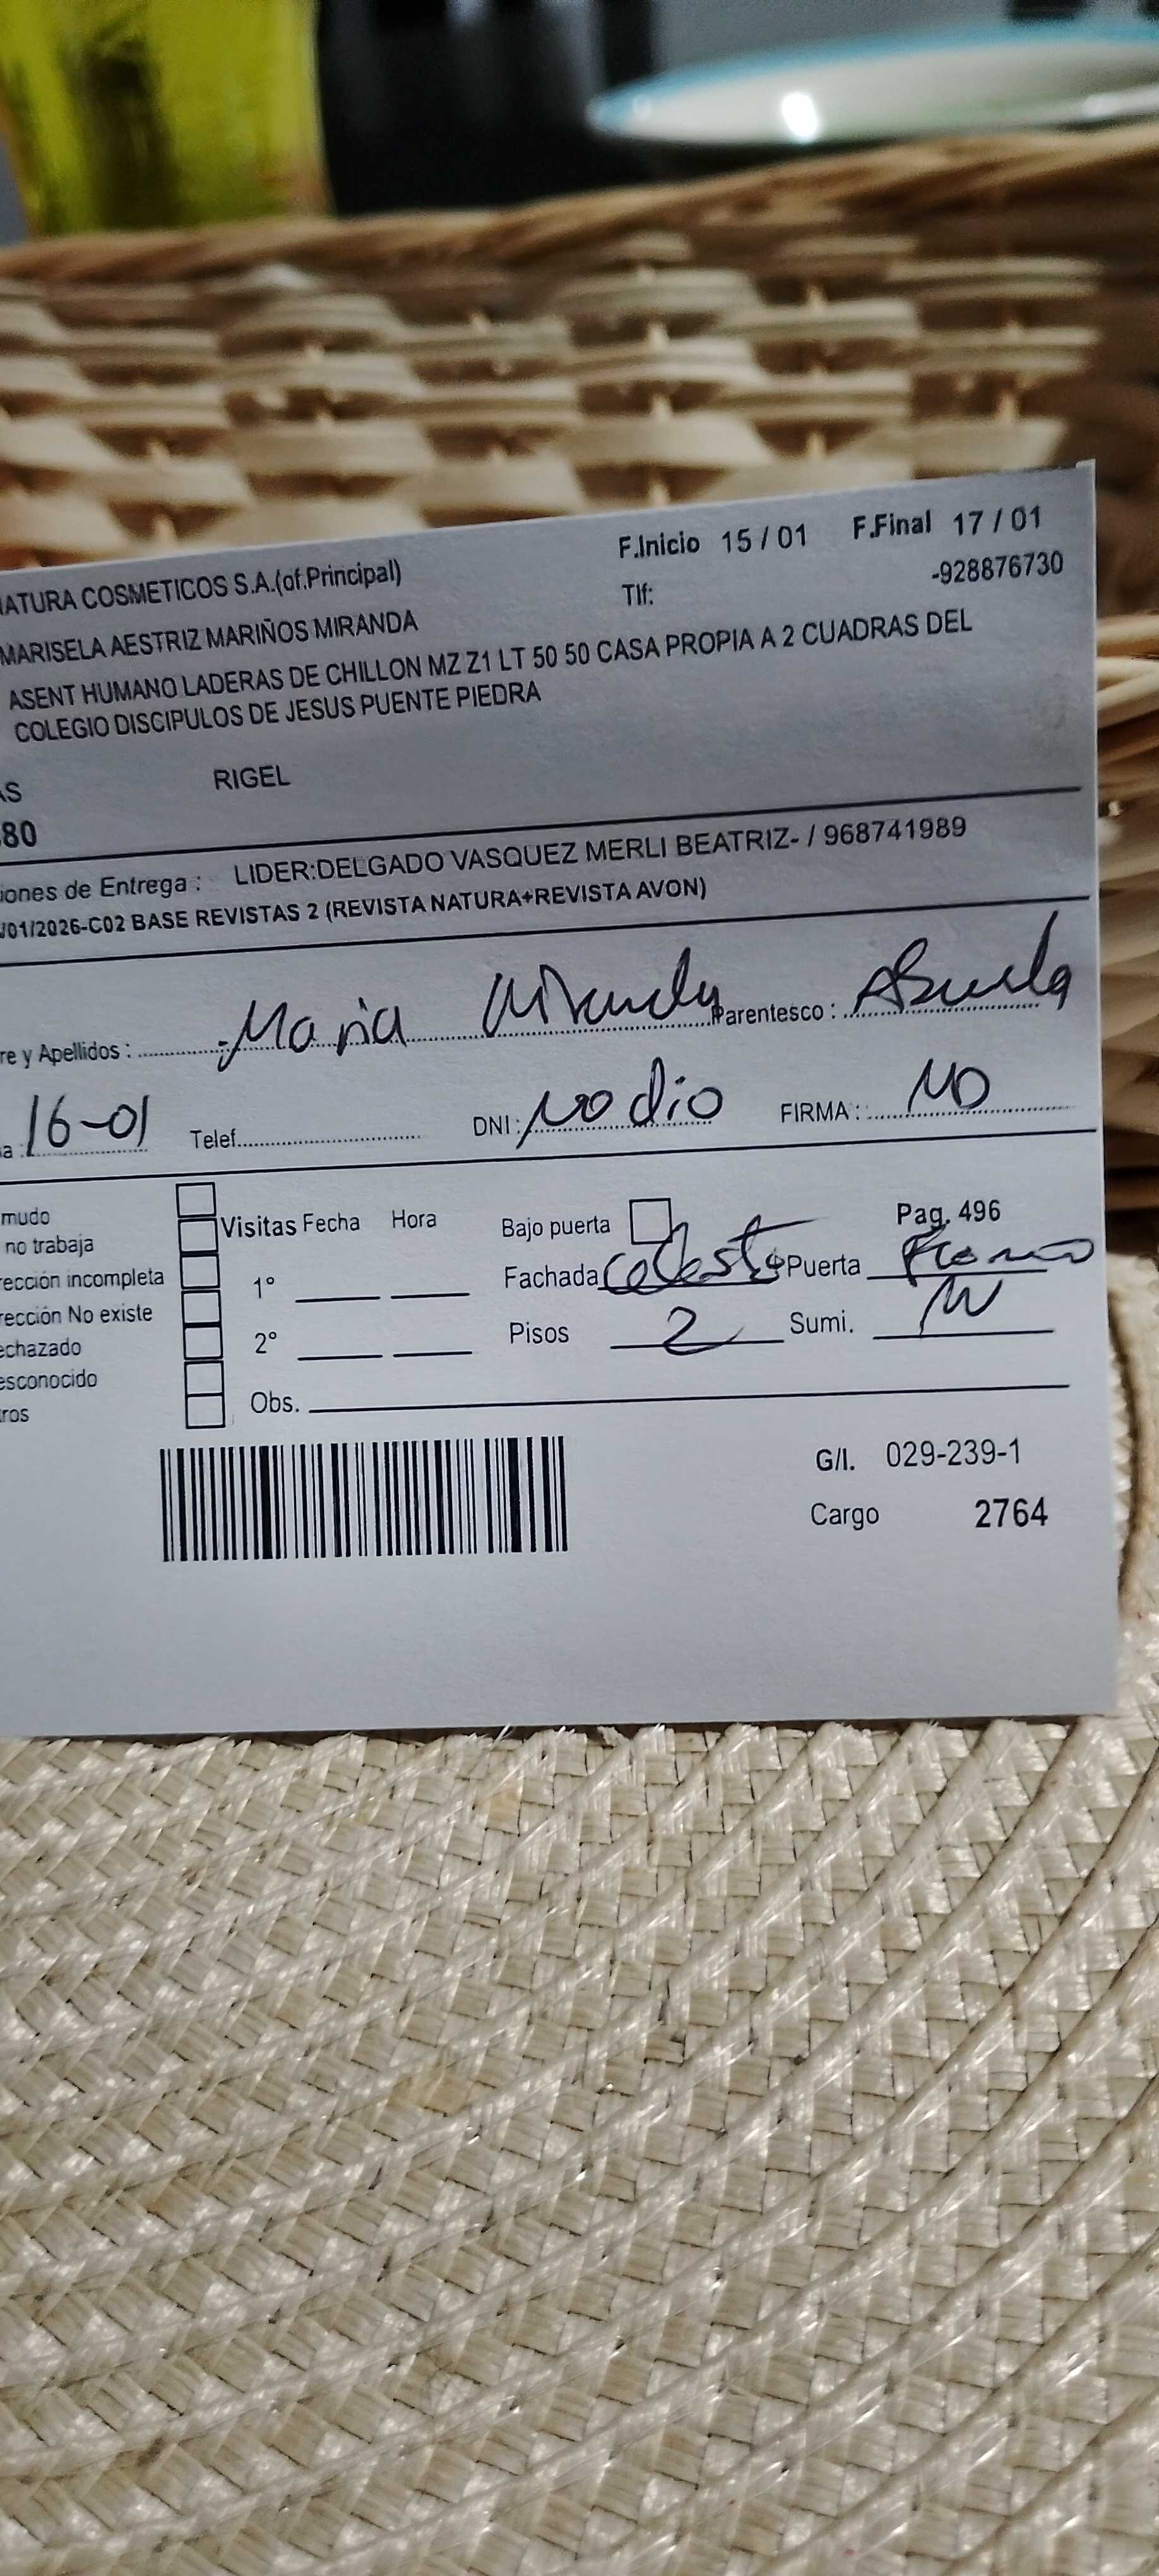 F.Inicio 15 / 01 F.Final 17 / 01
NATURA COSMETICOS S.A.(of.Principal)
Tlf: -928876730
MARISELA AESTRIZ MARIÑOS MIRANDA
ASENT HUMANO LADERAS DE CHILLON MZ Z1 LT 50 50 CASA PROPIA A 2 CUADRAS DEL
COLEGIO DISCIPULOS DE JESUS PUENTE PIEDRA
AS RIGEL
80
iones de Entrega : LIDER:DELGADO VASQUEZ MERLI BEATRIZ- / 968741989
/01/2026-C02 BASE REVISTAS 2 (REVISTA NATURA+REVISTA AVON)
re y Apellidos : Maria Miranda Parentesco : Abuela
a : 16-01 Telef. DNI: No dio FIRMA : NO
mudo
no trabaja
rección incompleta
rección No existe
echazado
esconocido
ros
Visitas Fecha Hora
1°
2°
Obs.
Bajo puerta Pag. 496
Fachada Celeste Puerta
Pisos 2 Sumi.
G/I. 029-239-1
Cargo 2764